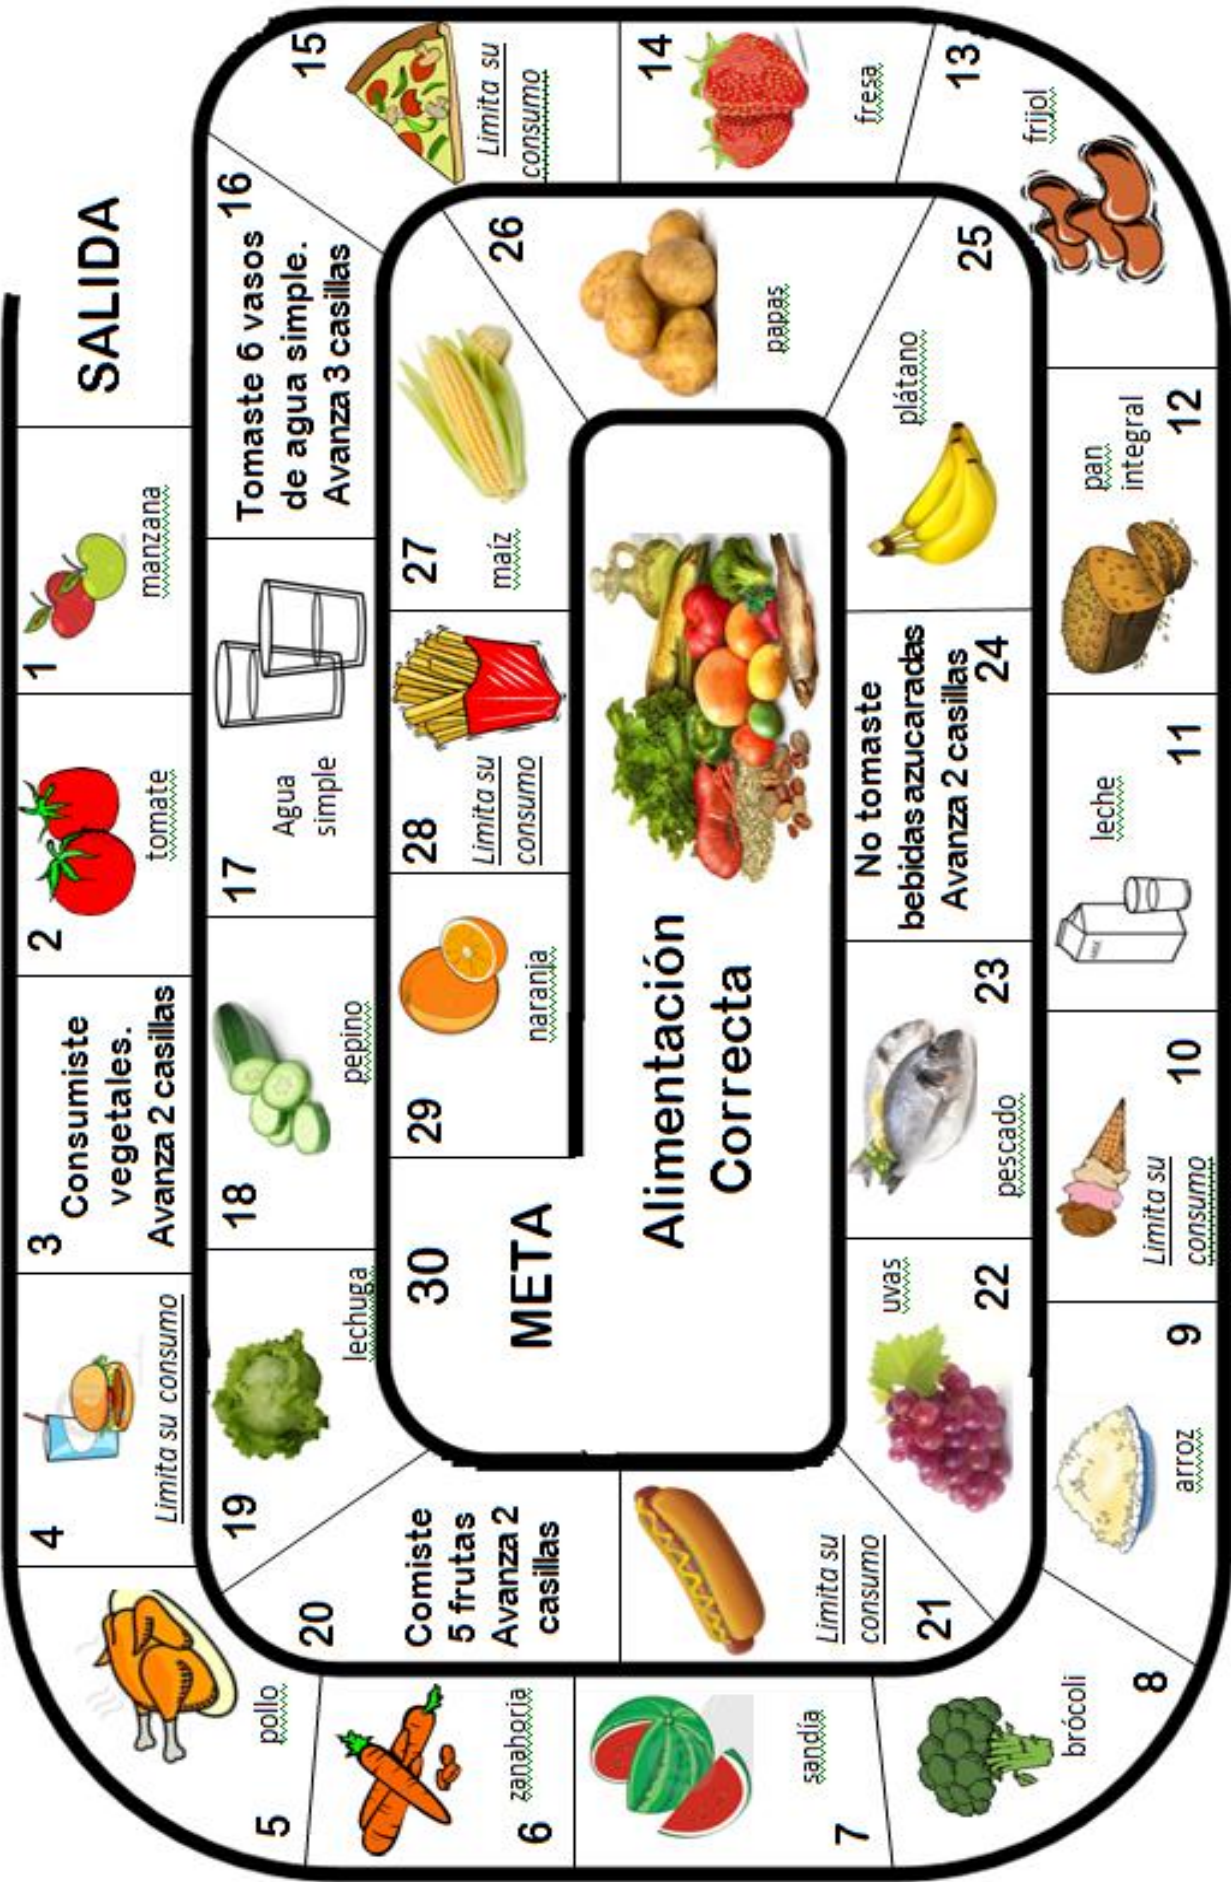 SALIDA
1
manzana
2
tomate
3
Consumiste
vegetales.
Avanza 2 casillas
4
Limita su consumo
5
pollo
6
zanahoria
7
sandía
8
brócoli
9
arroz
10
Limita su
consumo
11
leche
12
pan
integral
13
frijol
14
fresa
15
Limita su
consumo
16
Tomaste 6 vasos
de agua simple.
Avanza 3 casillas
17
Agua
simple
18
pepino
19
lechuga
20
Comiste
5 frutas
Avanza 2
casillas
21
Limita su
consumo
22
uvas
23
pescado
24
No tomaste
bebidas azucaradas
Avanza 2 casillas
25
plátano
26
papas
27
maíz
28
Limita su
consumo
29
naranja
30
META
Alimentación
Correcta